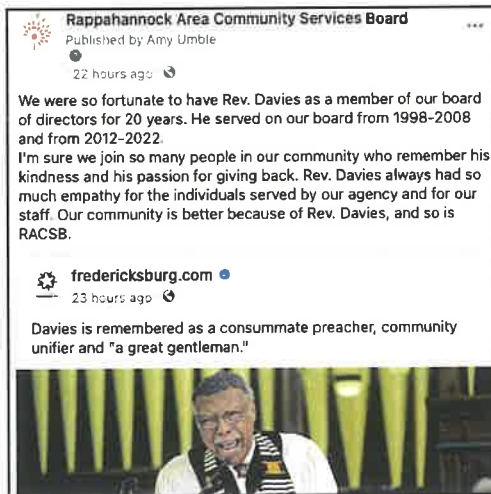 Rappahannock Area Community Services Board
Published by Amy Umble
22 hours ago
We were so fortunate to have Rev. Davies as a member of our board
of directors for 20 years. He served on our board from 1998-2008
and from 2012-2022.
I'm sure we join so many people in our community who remember his
kindness and his passion for giving back. Rev. Davies always had so
much empathy for the individuals served by our agency and for our
staff. Our community is better because of Rev. Davies, and so is
RACSB.
fredericksburg.com
23 hours ago
Davies is remembered as a consummate preacher, community
unifier and "a great gentleman."